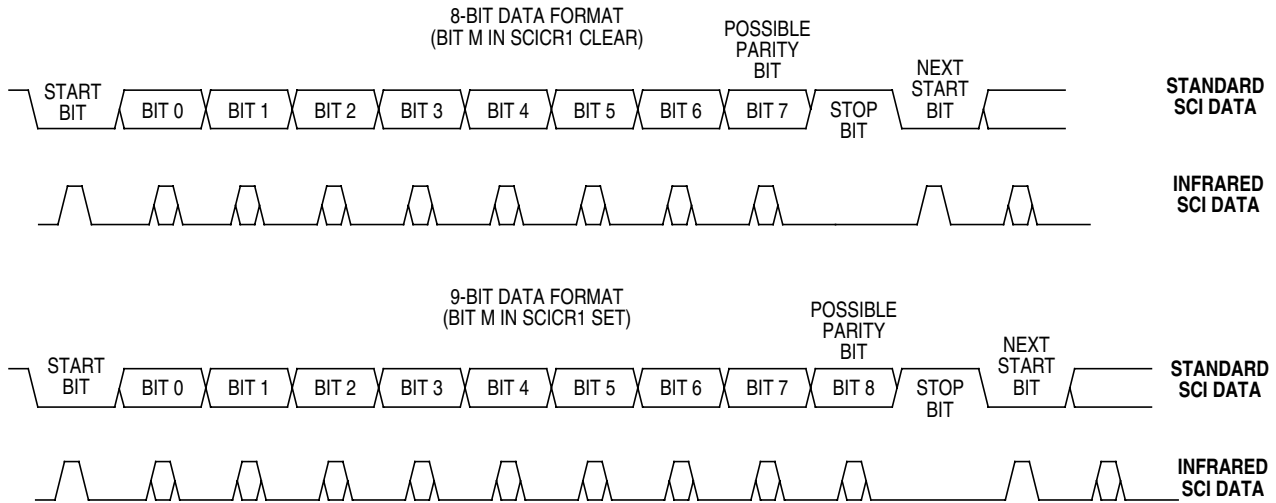 8-BIT DATA FORMAT
(BIT M IN SCICR1 CLEAR)
POSSIBLE
PARITY
BIT
START
BIT
BIT 0
BIT 1
BIT 2
BIT 3
BIT 4
BIT 5
BIT 6
BIT 7
STOP
BIT
NEXT
START
BIT
STANDARD
SCI DATA
INFRARED
SCI DATA
9-BIT DATA FORMAT
(BIT M IN SCICR1 SET)
POSSIBLE
PARITY
BIT
START
BIT
BIT 0
BIT 1
BIT 2
BIT 3
BIT 4
BIT 5
BIT 6
BIT 7
BIT 8
STOP
BIT
NEXT
START
BIT
STANDARD
SCI DATA
INFRARED
SCI DATA